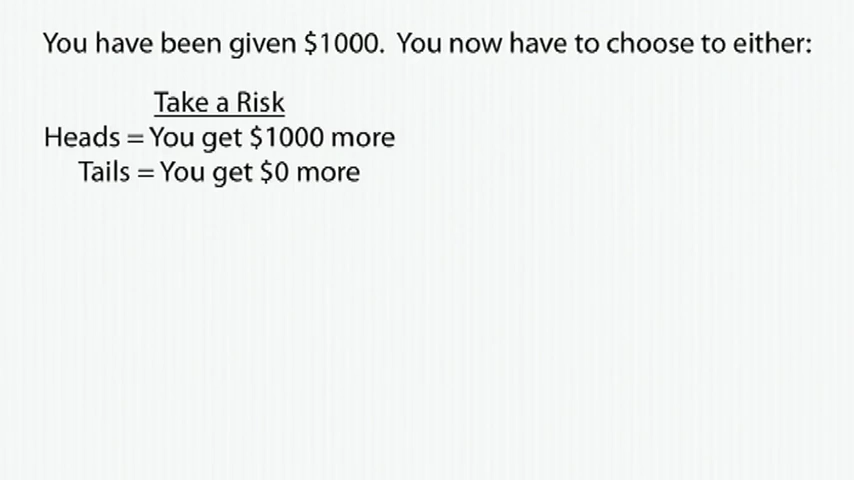 You have been given $1000.  You now have to choose to either:
Take a Risk
Heads = You get $1000 more
Tails = You get $0 more